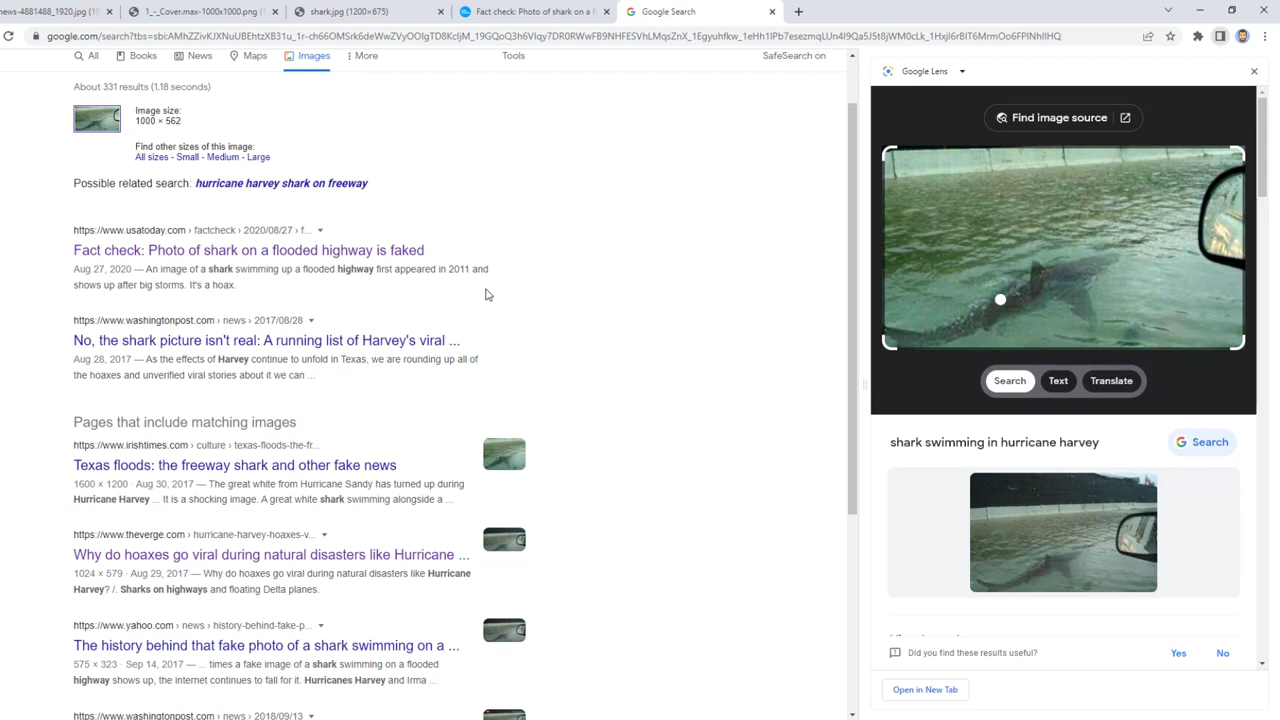 news-4881488_1920.jpg (19
1_-_Cover.max-1000x1000.png (
shark.jpg (1200×675)
Fact check: Photo of shark on a f
Google Search
All
Books
News
Maps
Images
More
Tools
SafeSearch on
About 331 results (1.18 seconds)
Image size:
1000 × 562
Find other sizes of this image:
All sizes - Small - Medium - Large
Possible related search: hurricane harvey shark on freeway
https://www.usatoday.com › factcheck › 2020/08/27 › f...
Fact check: Photo of shark on a flooded highway is faked
Aug 27, 2020 — An image of a shark swimming up a flooded highway first appeared in 2011 and
shows up after big storms. It's a hoax.
https://www.washingtonpost.com › news › 2017/08/28
No, the shark picture isn't real: A running list of Harvey's viral ...
Aug 28, 2017 — As the effects of Harvey continue to unfold in Texas, we are rounding up all of
the hoaxes and unverified viral stories about it we can ...
Pages that include matching images
https://www.irishtimes.com › culture › texas-floods-the-fr...
Texas floods: the freeway shark and other fake news
1600 × 1200 · Aug 30, 2017 — The great white from Hurricane Sandy has turned up during
Hurricane Harvey ... It is a shocking image. A great white shark swimming alongside a ...
https://www.theverge.com › hurricane-harvey-hoaxes-v...
Why do hoaxes go viral during natural disasters like Hurricane ...
1024 × 579 · Aug 29, 2017 — Why do hoaxes go viral during natural disasters like Hurricane
Harvey? /. Sharks on highways and floating Delta planes.
https://www.yahoo.com › news › history-behind-fake-p...
The history behind that fake photo of a shark swimming on a ...
575 × 323 · Sep 14, 2017 — ... times a fake image of a shark swimming on a flooded
highway shows up, the internet continues to fall for it. Hurricanes Harvey and Irma ...
https://www.washingtonpost.com › news › 2018/09/13
Google Lens
Find image source
Search
Text
Translate
shark swimming in hurricane harvey
Search
Did you find these results useful?
Yes
No
Open in New Tab